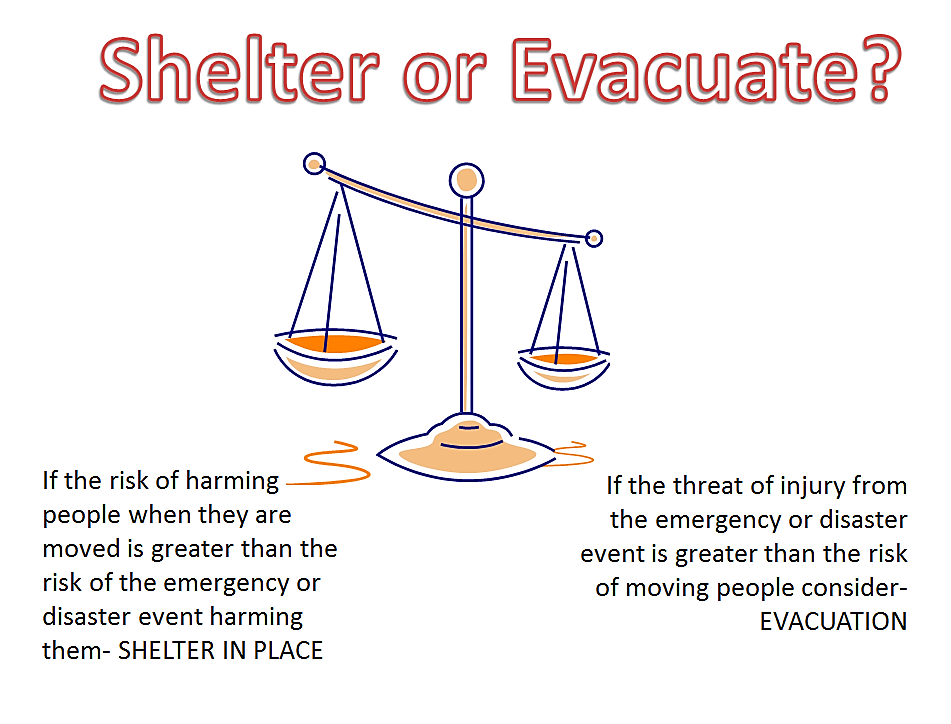 Shelter or Evacuate?
If the risk of harming
people when they are
moved is greater than the
risk of the emergency or
disaster event harming
them- SHELTER IN PLACE
If the threat of injury from
the emergency or disaster
event is greater than the risk
of moving people consider-
EVACUATION